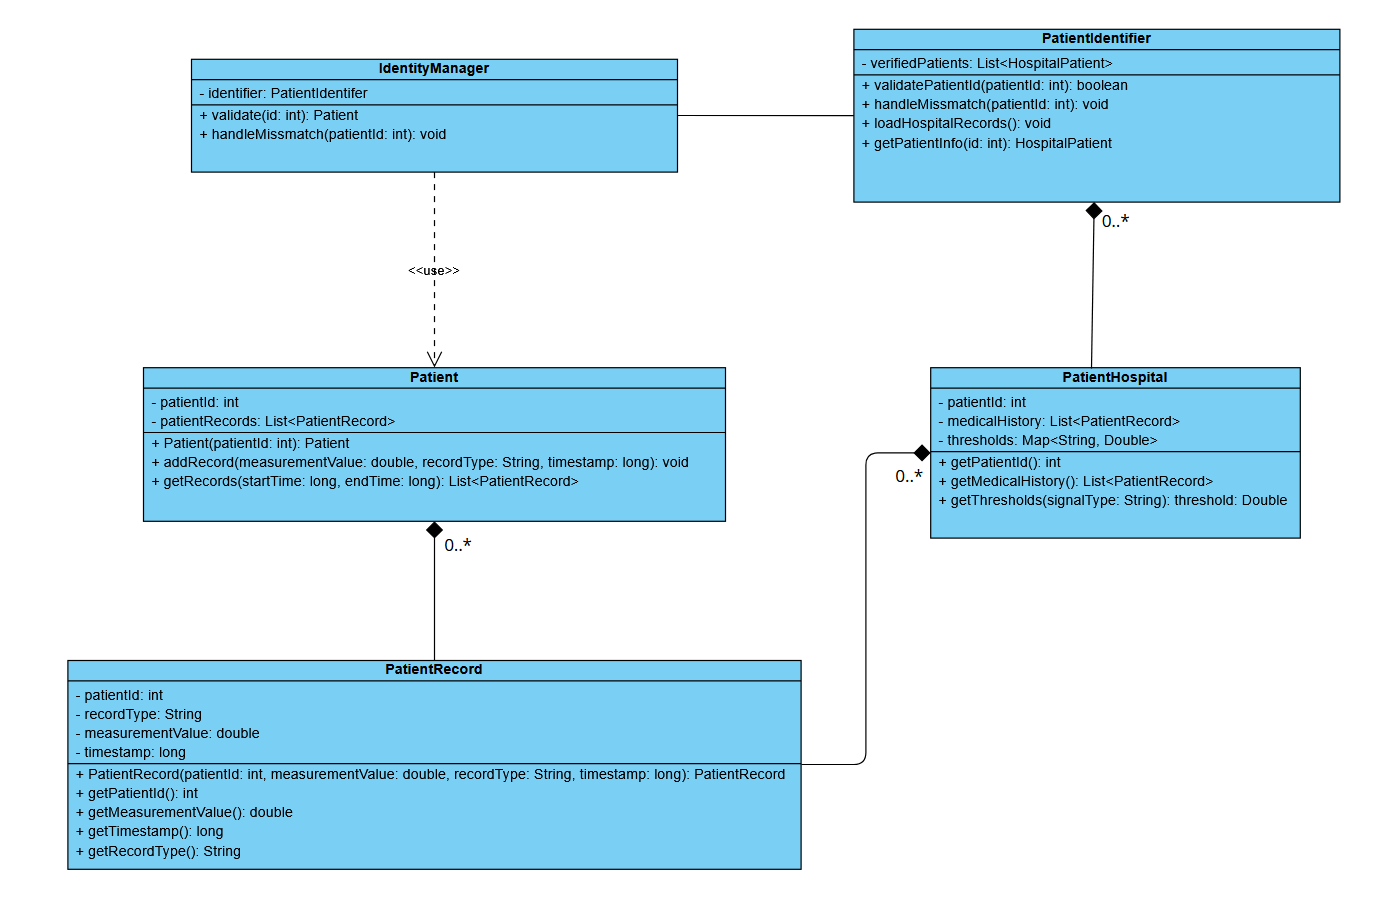 IdentityManager
- identifier: PatientIdentifer
+ validate(id: int): Patient
+ handleMissmatch(patientId: int): void
PatientIdentifier
- verifiedPatients: List<HospitalPatient>
+ validatePatientId(patientId: int): boolean
+ handleMissmatch(patientId: int): void
+ loadHospitalRecords(): void
+ getPatientInfo(id: int): HospitalPatient
0..*
<<use>>
Patient
- patientId: int
- patientRecords: List<PatientRecord>
+ Patient(patientId: int): Patient
+ addRecord(measurementValue: double, recordType: String, timestamp: long): void
+ getRecords(startTime: long, endTime: long): List<PatientRecord>
0..*
PatientHospital
- patientId: int
- medicalHistory: List<PatientRecord>
- thresholds: Map<String, Double>
+ getPatientId(): int
+ getMedicalHistory(): List<PatientRecord>
+ getThresholds(signalType: String): threshold: Double
0..*
PatientRecord
- patientId: int
- recordType: String
- measurementValue: double
- timestamp: long
+ PatientRecord(patientId: int, measurementValue: double, recordType: String, timestamp: long): PatientRecord
+ getPatientId(): int
+ getMeasurementValue(): double
+ getTimestamp(): long
+ getRecordType(): String